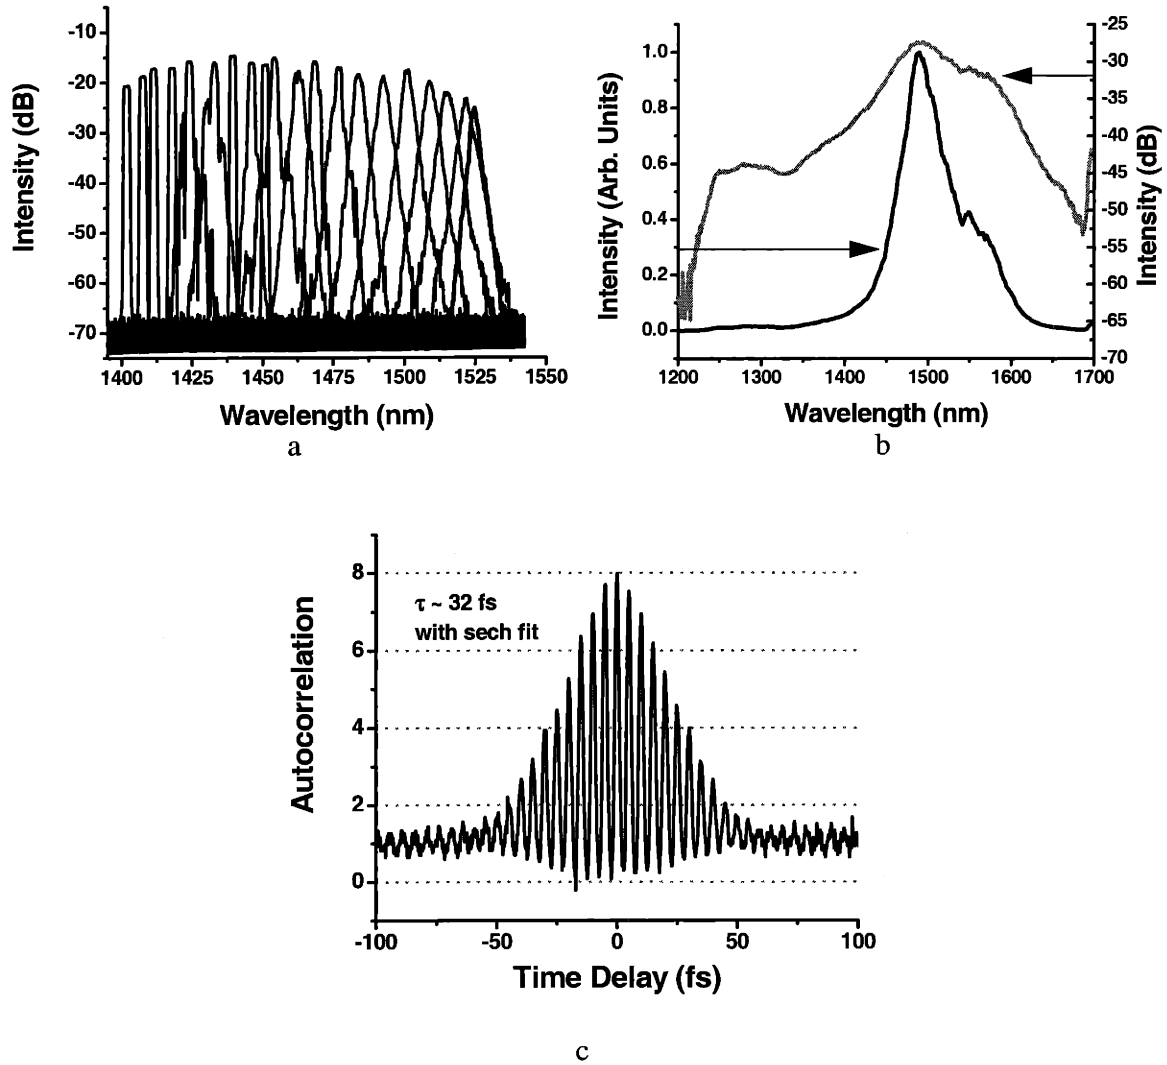 -10
-20
-30
-40
-50
-60
-70
Intensity (dB)
1400 1425 1450 1475 1500 1525 1550
Wavelength (nm)
a
1.0
0.8
0.6
0.4
0.2
0.0
Intensity (Arb. Units)
-25
-30
-35
-40
-45
-50
-55
-60
-65
-70
Intensity (dB)
1200 1300 1400 1500 1600 1700
Wavelength (nm)
b
8
6
4
2
0
Autocorrelation
τ ~ 32 fs
with sech fit
-100 -50 0 50 100
Time Delay (fs)
c